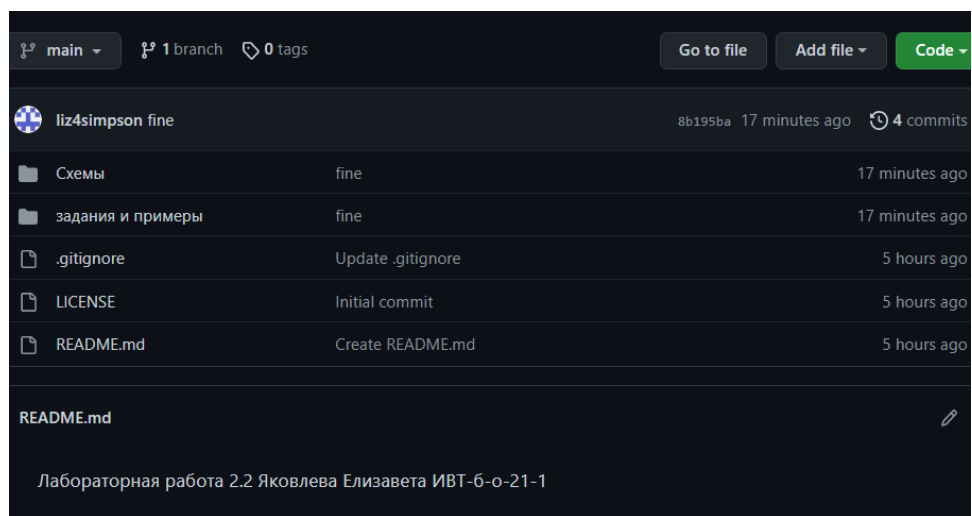 main 1 branch 0 tags Go to file Add file Code
liz4simpson fine 8b195ba 17 minutes ago 4 commits
Схемы fine 17 minutes ago
задания и примеры fine 17 minutes ago
.gitignore Update .gitignore 5 hours ago
LICENSE Initial commit 5 hours ago
README.md Create README.md 5 hours ago
README.md
Лабораторная работа 2.2 Яковлева Елизавета ИВТ-б-о-21-1